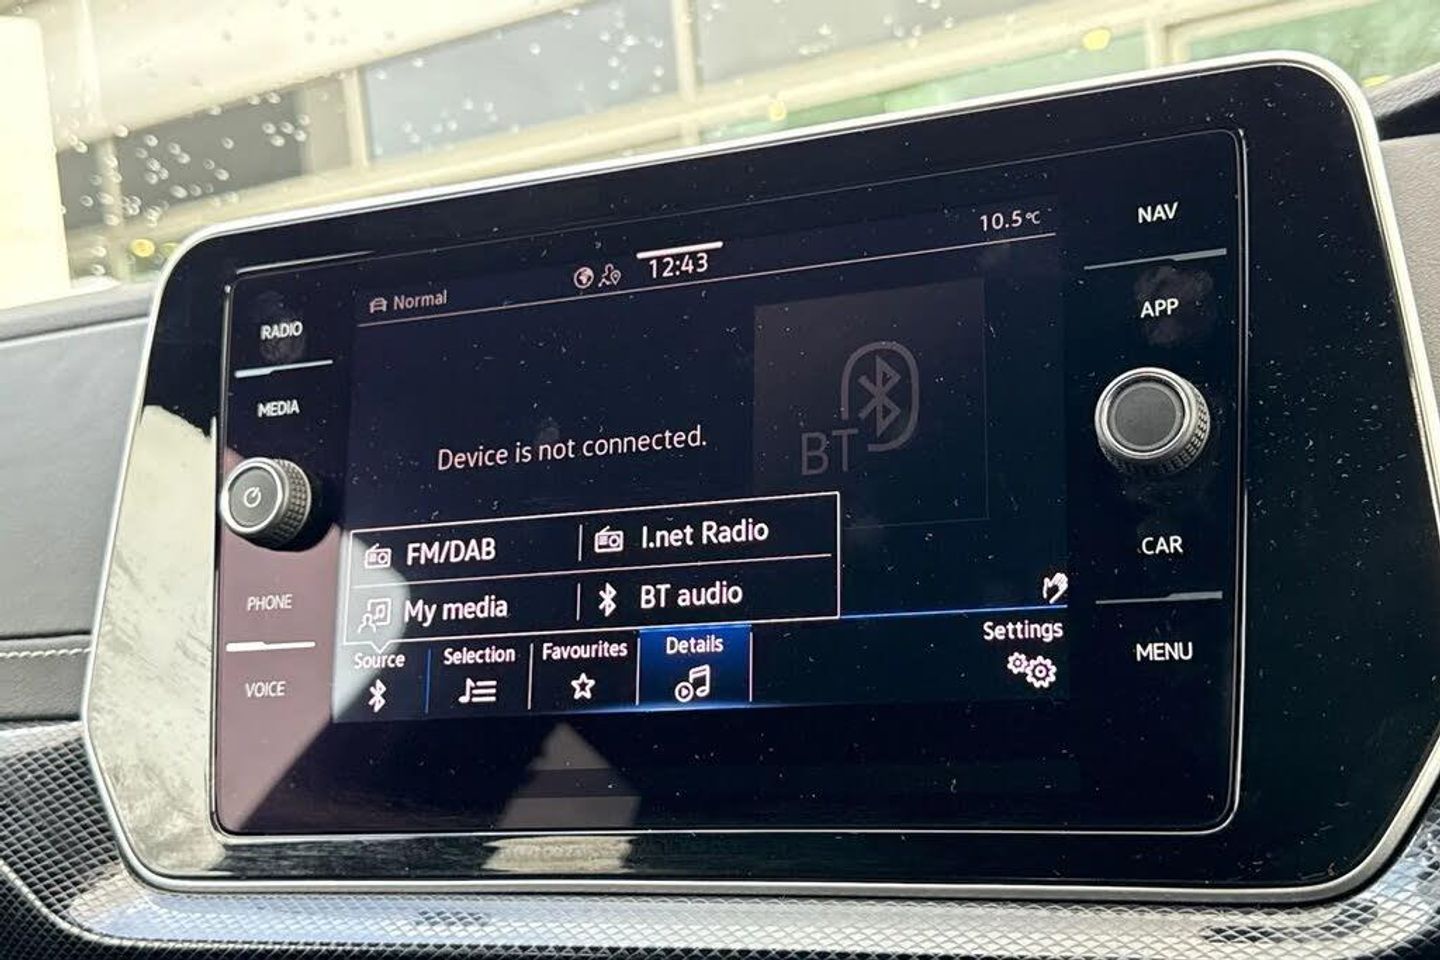 10.5°C
12:43
Normal
NAV
RADIO
APP
MEDIA
BT
Device is not connected.
FM/DAB
I.net Radio
CAR
PHONE
My media
BT audio
Settings
Source
Selection
Favourites
Details
MENU
VOICE